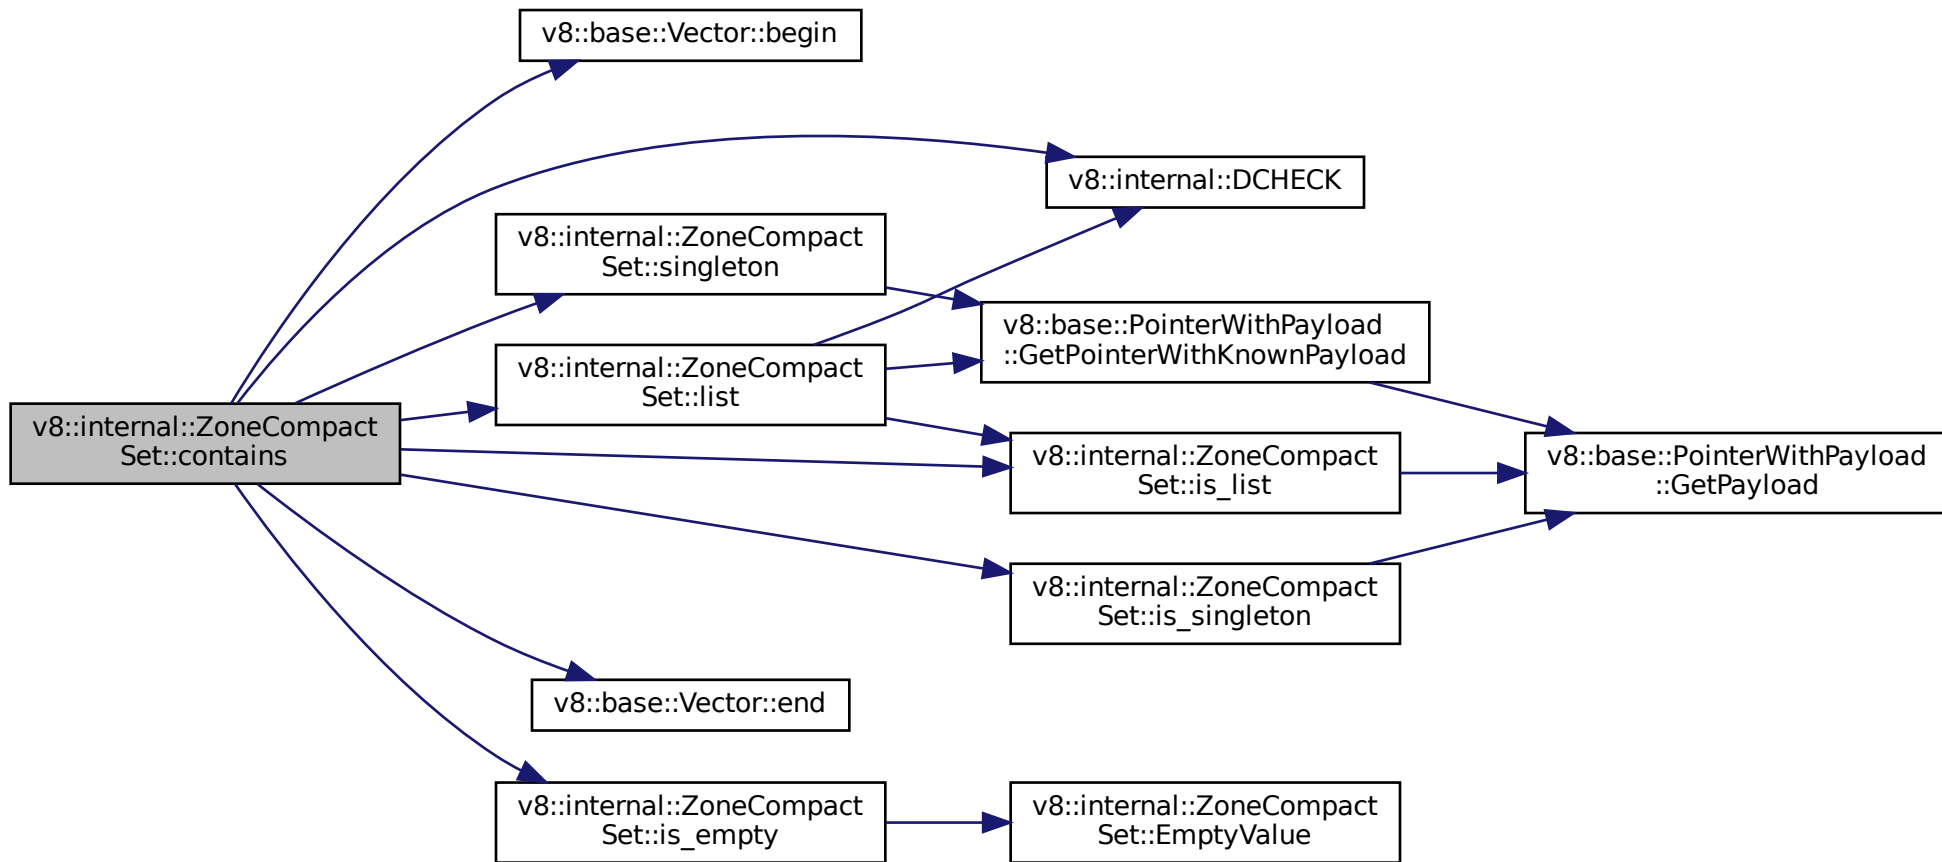 v8::base::Vector::begin
v8::internal::DCHECK
v8::internal::ZoneCompact
Set::singleton
v8::base::PointerWithPayload
::GetPointerWithKnownPayload
v8::internal::ZoneCompact
Set::list
v8::internal::ZoneCompact
Set::contains
v8::internal::ZoneCompact
Set::is_list
v8::base::PointerWithPayload
::GetPayload
v8::internal::ZoneCompact
Set::is_singleton
v8::base::Vector::end
v8::internal::ZoneCompact
Set::is_empty
v8::internal::ZoneCompact
Set::EmptyValue